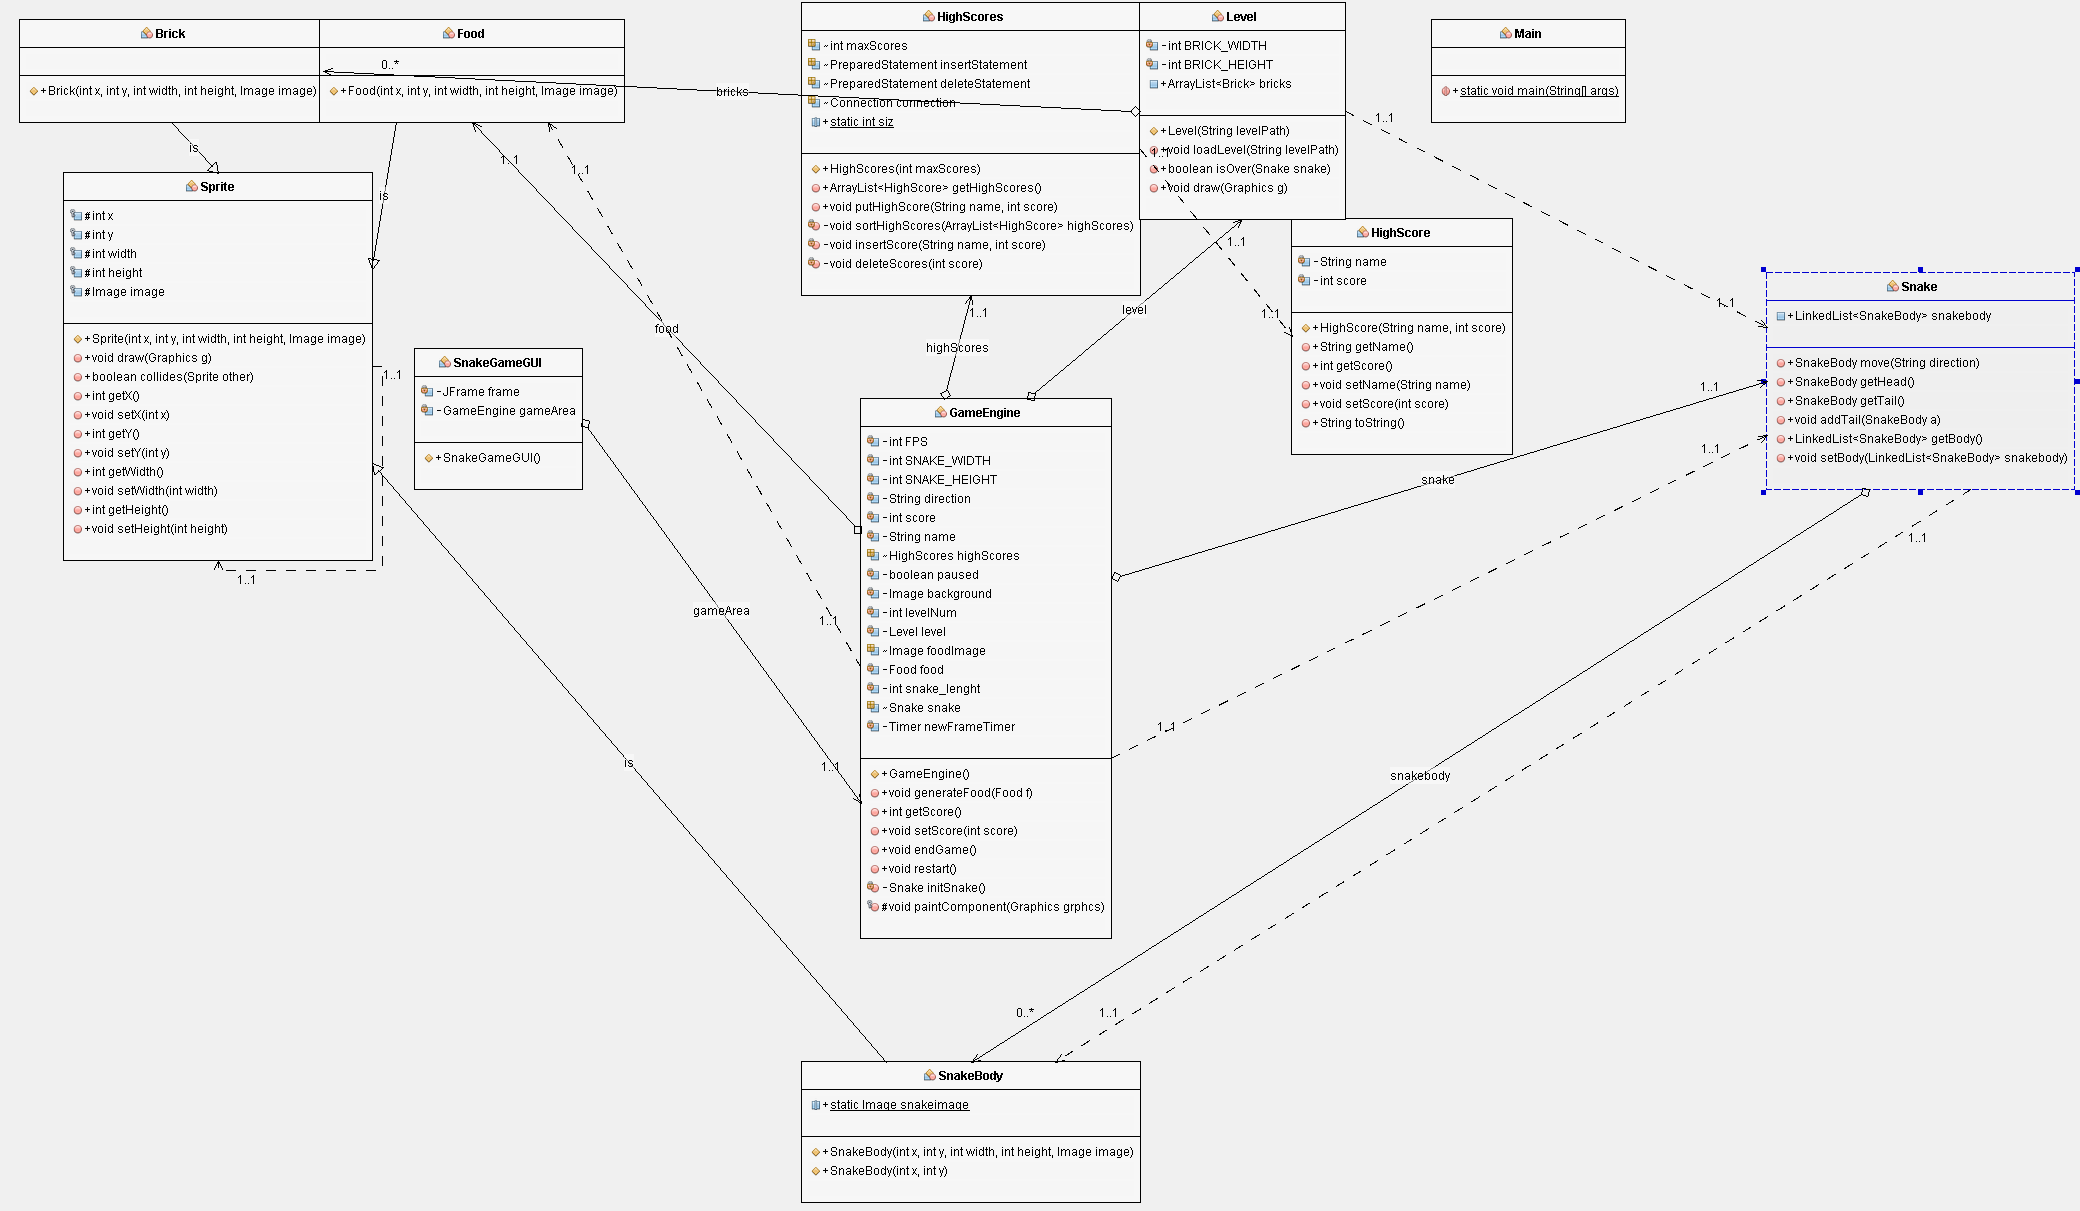 Brick
+Brick(int x, int y, int width, int height, Image image)
Food
0..*
+Food(int x, int y, int width, int height, Image image)
bricks
HighScores
~int maxScores
~PreparedStatement insertStatement
~PreparedStatement deleteStatement
~Connection connection
+static int siz
+HighScores(int maxScores)
+ArrayList<HighScore> getHighScores()
+void putHighScore(String name, int score)
-void sortHighScores(ArrayList<HighScore> highScores)
-void insertScore(String name, int score)
-void deleteScores(int score)
Level
-int BRICK_WIDTH
-int BRICK_HEIGHT
+ArrayList<Brick> bricks
+Level(String levelPath)
+void loadLevel(String levelPath)
+boolean isOver(Snake snake)
+void draw(Graphics g)
1..1
1..1
Main
+static void main(String[] args)
is
is
1..1
1..1
Sprite
#int x
#int y
#int width
#int height
#Image image
+Sprite(int x, int y, int width, int height, Image image)
+void draw(Graphics g)
+boolean collides(Sprite other)
+int getX()
+void setX(int x)
+int getY()
+void setY(int y)
+int getWidth()
+void setWidth(int width)
+int getHeight()
+void setHeight(int height)
1..1
1..1
SnakeGameGUI
-JFrame frame
-GameEngine gameArea
+SnakeGameGUI()
food
1..1
highScores
level
1..1
1..1
HighScore
-String name
-int score
+HighScore(String name, int score)
+String getName()
+int getScore()
+void setName(String name)
+void setScore(int score)
+String toString()
1..1
Snake
+LinkedList<SnakeBody> snakebody
+SnakeBody move(String direction)
+SnakeBody getHead()
+SnakeBody getTail()
+void addTail(SnakeBody a)
+LinkedList<SnakeBody> getBody()
+void setBody(LinkedList<SnakeBody> snakebody)
1..1
1..1
snake
1..1
GameEngine
-int FPS
-int SNAKE_WIDTH
-int SNAKE_HEIGHT
-String direction
-int score
-String name
~HighScores highScores
-boolean paused
-Image background
-int levelNum
-Level level
~Image foodImage
-Food food
-int snake_lenght
~Snake snake
-Timer newFrameTimer
+GameEngine()
+void generateFood(Food f)
+int getScore()
+void setScore(int score)
+void endGame()
+void restart()
-Snake initSnake()
#void paintComponent(Graphics grphcs)
gameArea
1..1
1..1
1..1
is
snakebody
0..*
1..1
SnakeBody
+static Image snakeimage
+SnakeBody(int x, int y, int width, int height, Image image)
+SnakeBody(int x, int y)